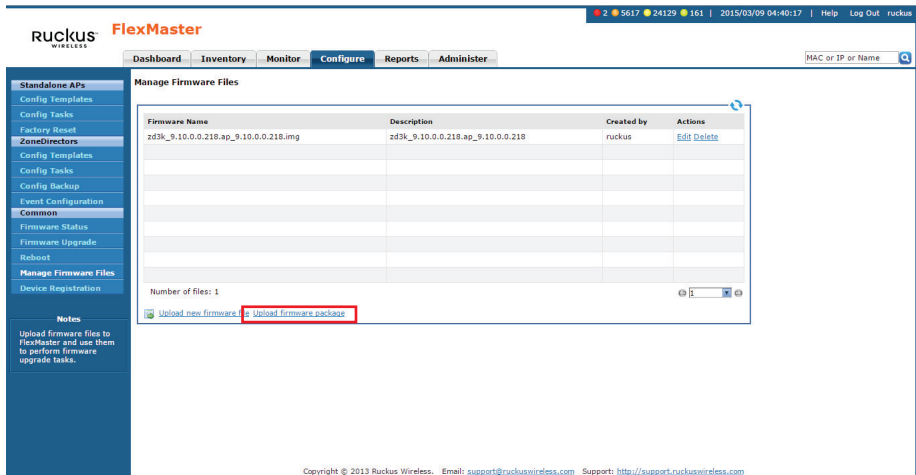 2 5617 24129 161 | 2015/03/09 04:40:17 | Help Log Out ruckus
Ruckus WIRELESS FlexMaster
Dashboard Inventory Monitor Configure Reports Administer
MAC or IP or Name
Standalone APs
Config Templates
Config Tasks
Factory Reset
ZoneDirectors
Config Templates
Config Tasks
Config Backup
Event Configuration
Common
Firmware Status
Firmware Upgrade
Reboot
Manage Firmware Files
Device Registration
Notes
Upload firmware files to
FlexMaster and use them
to perform firmware
upgrade tasks.
Manage Firmware Files
Firmware Name Description Created by Actions
zd3k_9.10.0.0.218.ap_9.10.0.0.218.img zd3k_9.10.0.0.218.ap_9.10.0.0.218 ruckus Edit Delete
Number of files: 1
1
Upload new firmware file Upload firmware package
Copyright © 2013 Ruckus Wireless. Email: support@ruckuswireless.com Support: http://support.ruckuswireless.com